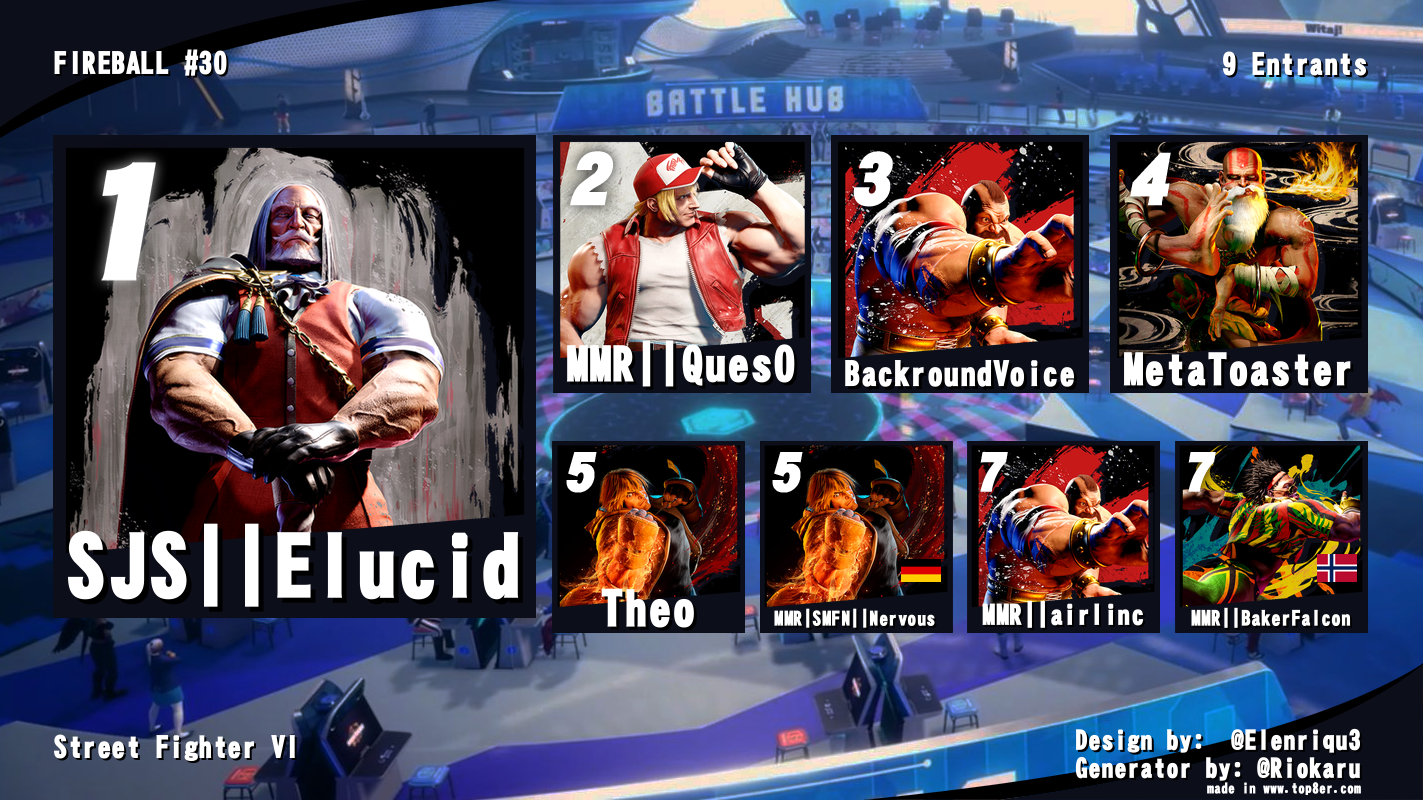 FIREBALL #30
9 Entrants
Witaj!
BATTLE HUB
1
SJS||Elucid
2
MMR||QuesO
3
BackroundVoice
4
MetaToaster
5
Theo
5
MMR|SMFN||Nervous
7
MMR||airlinc
7
MMR||BakerFalcon
Street Fighter VI
Design by: @Elenriqu3
Generator by: @Riokaru
made in www.top8er.com